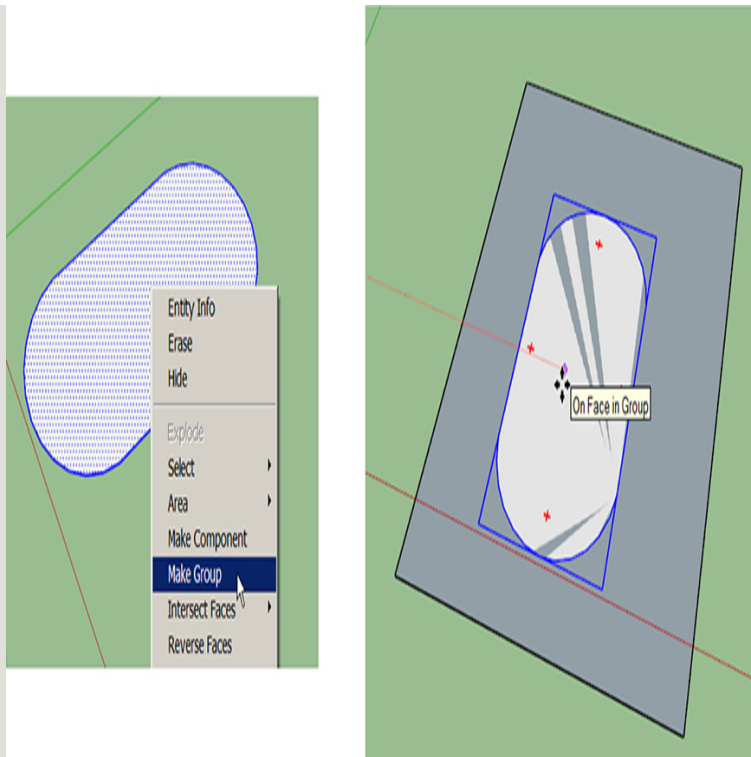 Entity Info
Erase
Hide
Explode
Select
Area
Make Component
Make Group
Intersect Faces
Reverse Faces
On Face in Group